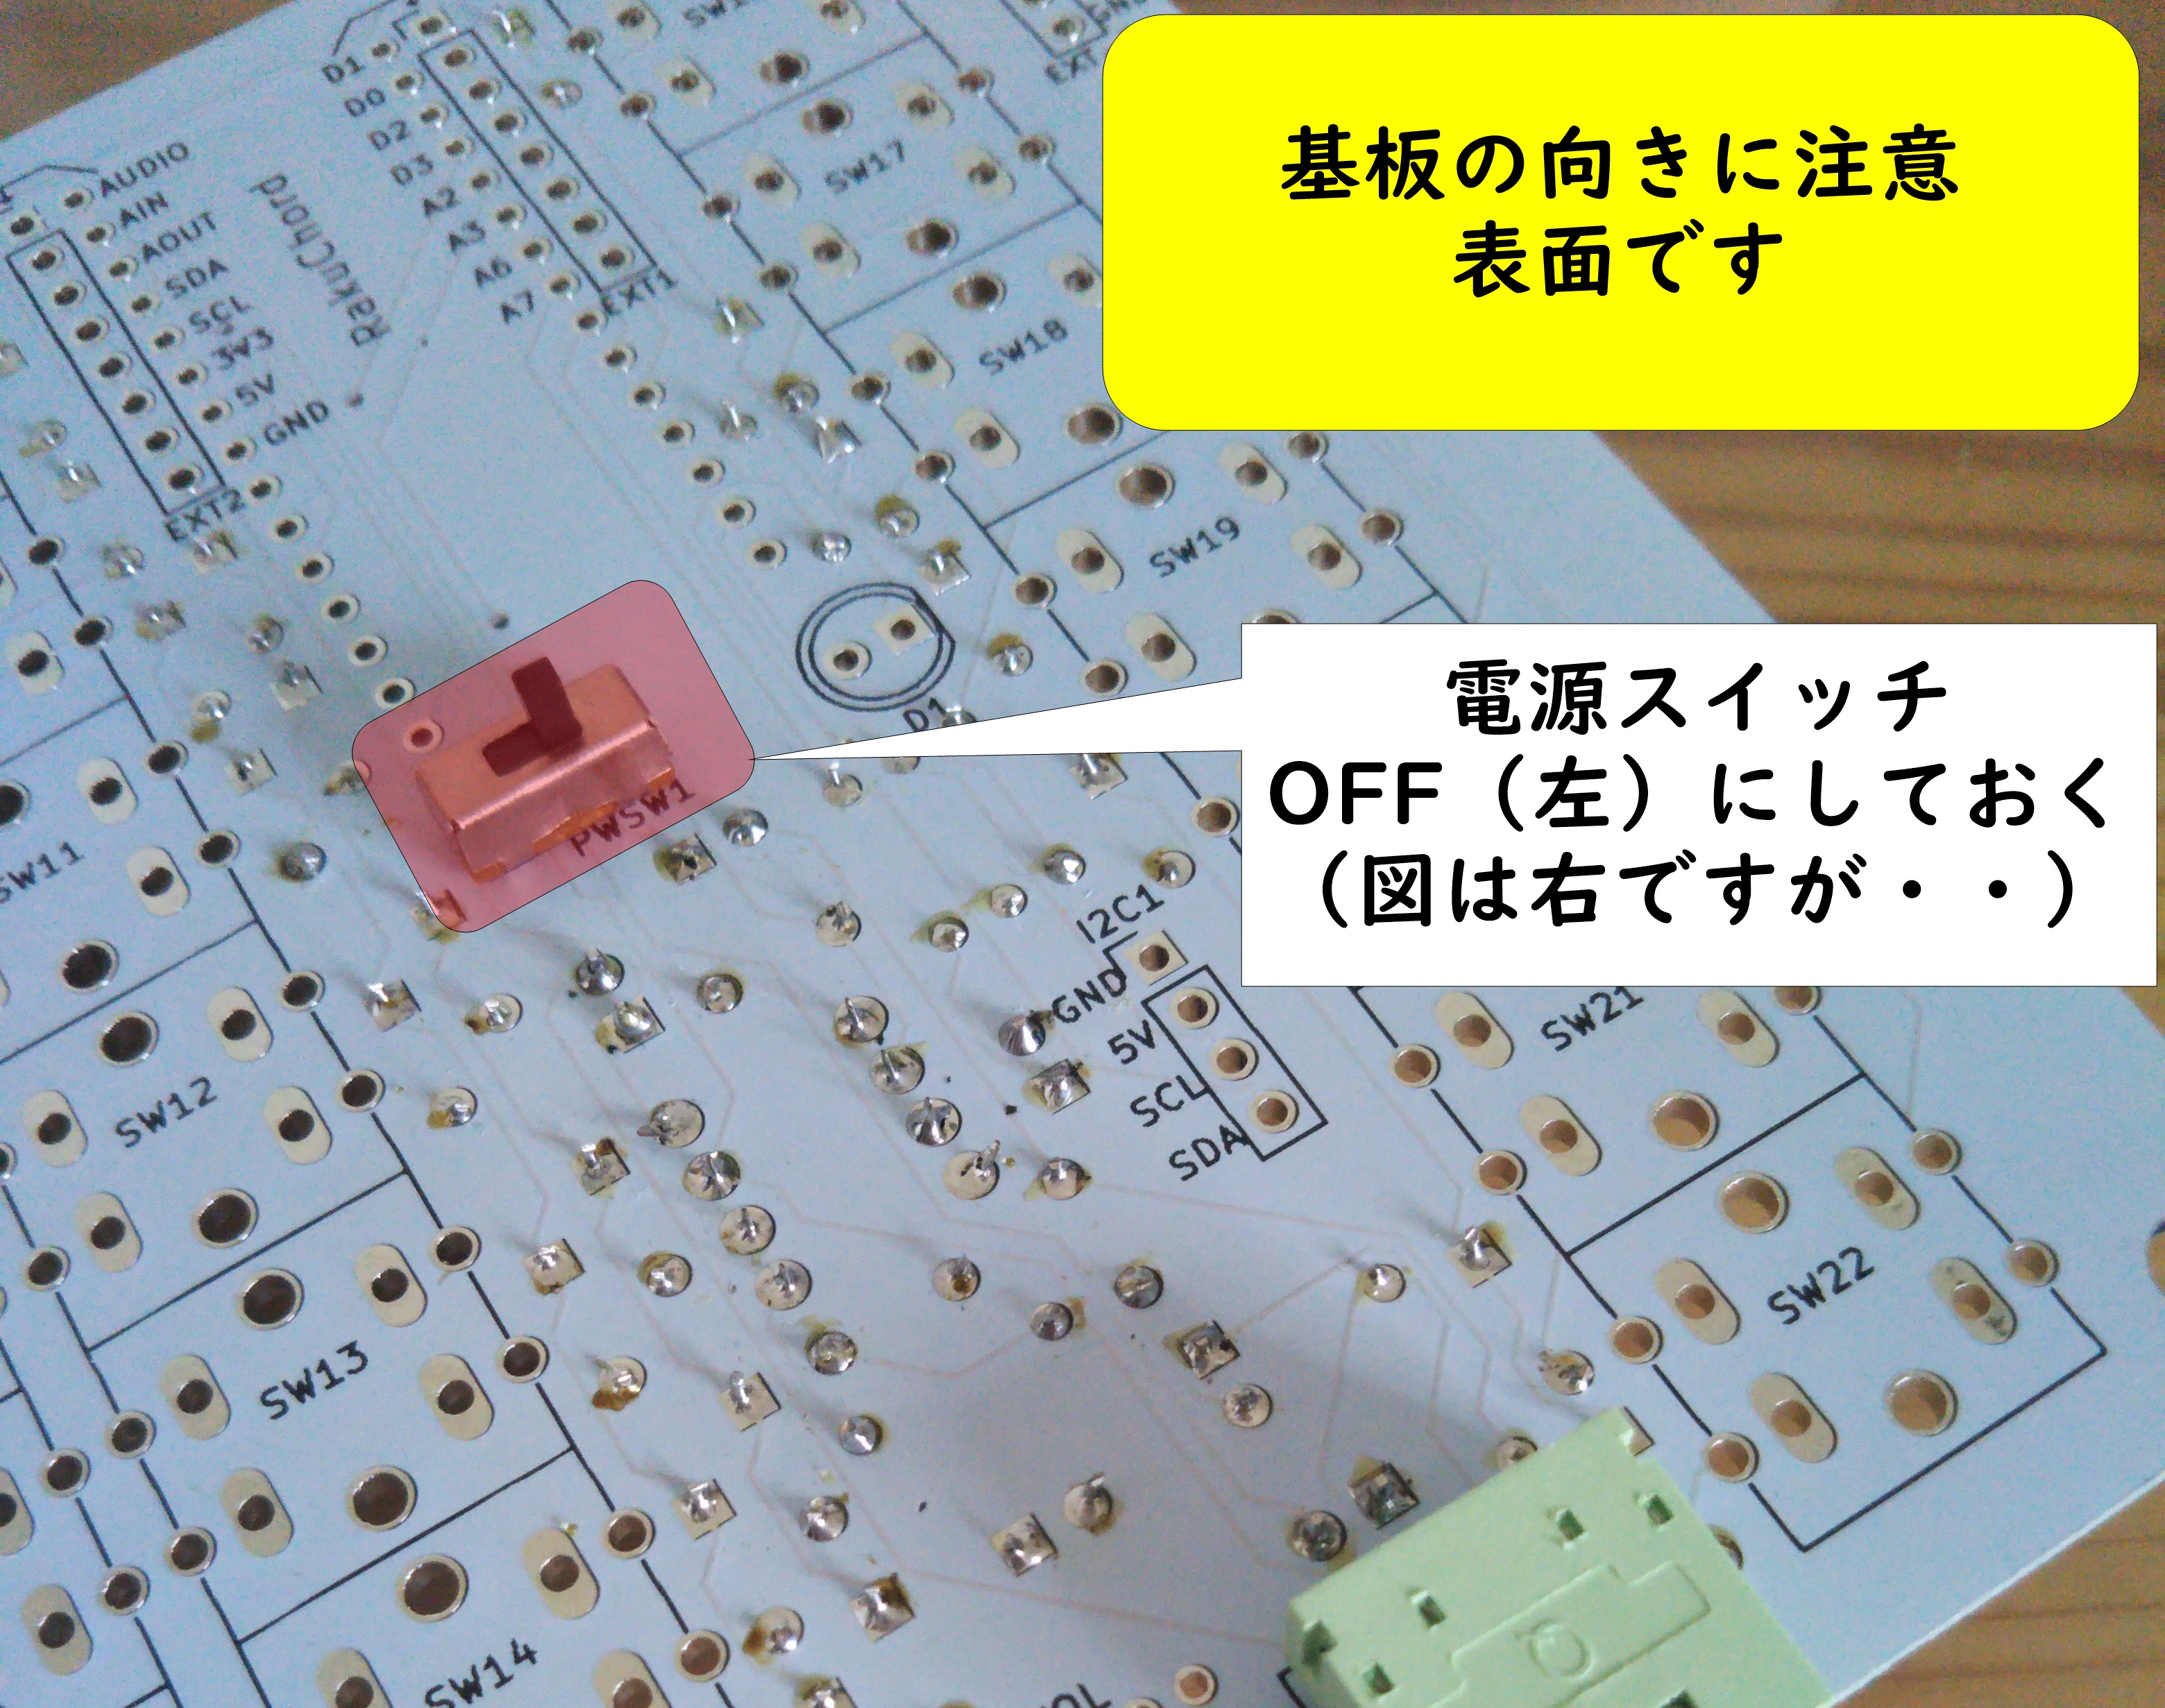 基板の向きに注意
表面です
電源スイッチ
OFF（左）にしておく
（図は右ですが・・）
D1
D0
D2
D3
A2
A3
A6
A7
EXT1
AUDIO
AIN
AOUT
SDA
SCL
3V3
5V
GND
EXT2
RakuChord
SW17
SW18
SW19
D1
PWSW1
SW11
I2C1
GND
5V
SCL
SDA
SW21
SW12
SW22
SW13
SW14